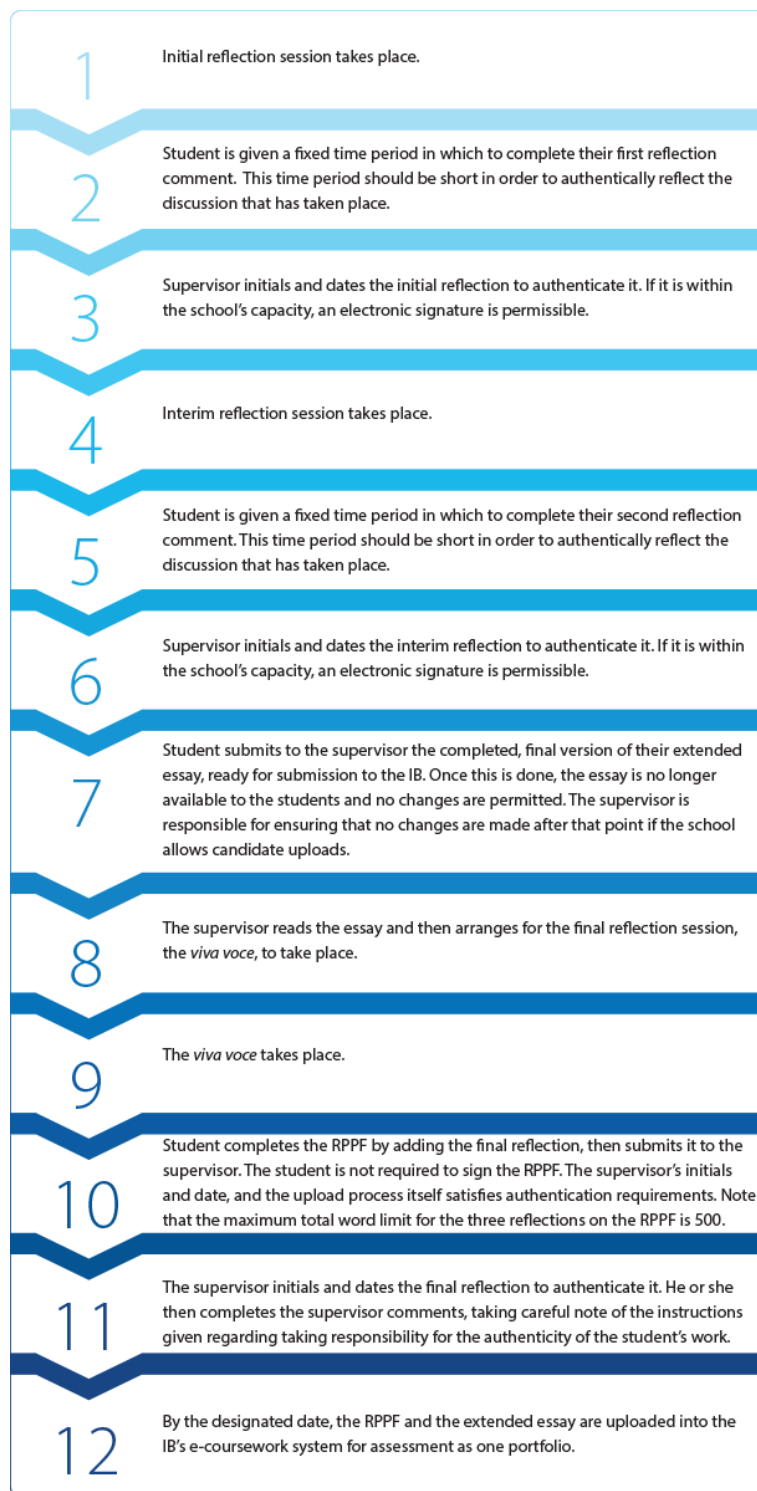 1
Initial reflection session takes place.
2
Student is given a fixed time period in which to complete their first reflection
comment. This time period should be short in order to authentically reflect the
discussion that has taken place.
3
Supervisor initials and dates the initial reflection to authenticate it. If it is within
the school's capacity, an electronic signature is permissible.
4
Interim reflection session takes place.
5
Student is given a fixed time period in which to complete their second reflection
comment. This time period should be short in order to authentically reflect the
discussion that has taken place.
6
Supervisor initials and dates the interim reflection to authenticate it. If it is within
the school's capacity, an electronic signature is permissible.
7
Student submits to the supervisor the completed, final version of their extended
essay, ready for submission to the IB. Once this is done, the essay is no longer
available to the students and no changes are permitted. The supervisor is
responsible for ensuring that no changes are made after that point if the school
allows candidate uploads.
8
The supervisor reads the essay and then arranges for the final reflection session,
the viva voce, to take place.
9
The viva voce takes place.
10
Student completes the RPPF by adding the final reflection, then submits it to the
supervisor. The student is not required to sign the RPPF. The supervisor's initials
and date, and the upload process itself satisfies authentication requirements. Note
that the maximum total word limit for the three reflections on the RPPF is 500.
11
The supervisor initials and dates the final reflection to authenticate it. He or she
then completes the supervisor comments, taking careful note of the instructions
given regarding taking responsibility for the authenticity of the student's work.
12
By the designated date, the RPPF and the extended essay are uploaded into the
IB's e-coursework system for assessment as one portfolio.